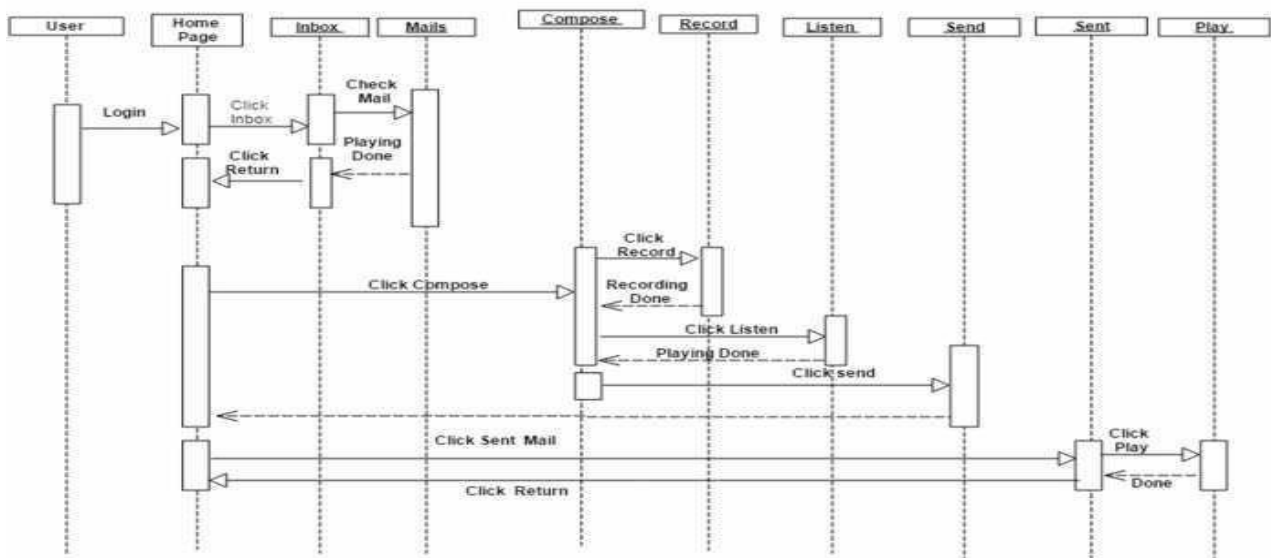 User
Home
Page
Inbox
Mails
Compose
Record
Listen
Send
Sent
Play
Login
Click
Inbox
Check
Mail
Playing
Done
Click
Return
Click
Record
Click Compose
Recording
Done
Click Listen
Playing Done
Click send
Click Sent Mail
Click
Play
Done
Click Return